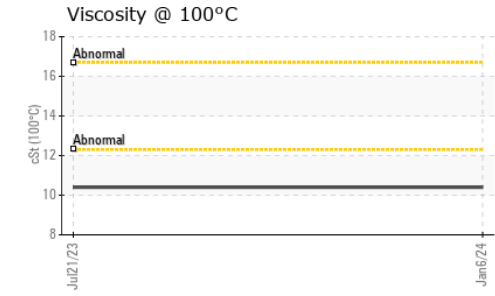 Viscosity @ 100°C
18
Abnormal
16
14
Abnormal
12
10
8
cSt (100°C)
Jul21/23
Jan6/24